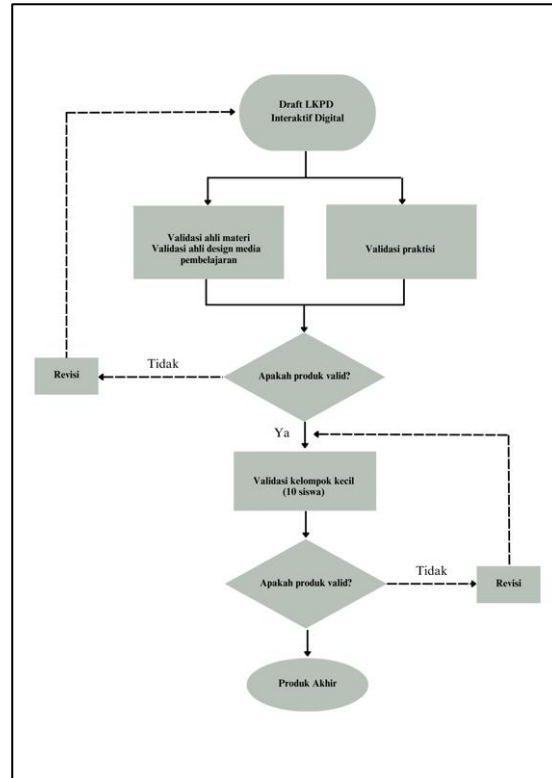 Draft LKPD
Interaktif Digital
Validasi ahli materi
Validasi ahli design media
pembelajaran
Validasi praktisi
Apakah produk valid?
Tidak
Revisi
Ya
Validasi kelompok kecil
(10 siswa)
Apakah produk valid?
Tidak
Revisi
Produk Akhir